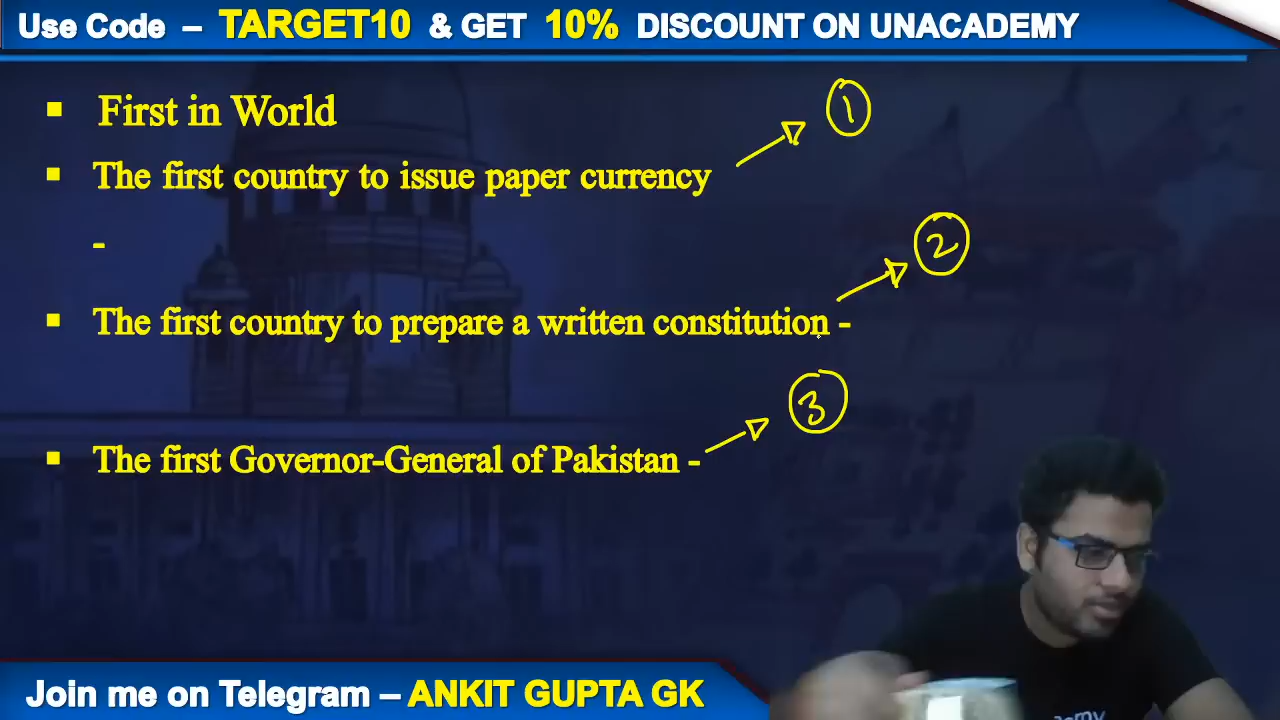 Use Code – TARGET10 & GET 10% DISCOUNT ON UNACADEMY
▪ First in World
① 
▪ The first country to issue paper currency
-
②
▪ The first country to prepare a written constitution -
③
▪ The first Governor-General of Pakistan -
Join me on Telegram – ANKIT GUPTA GK